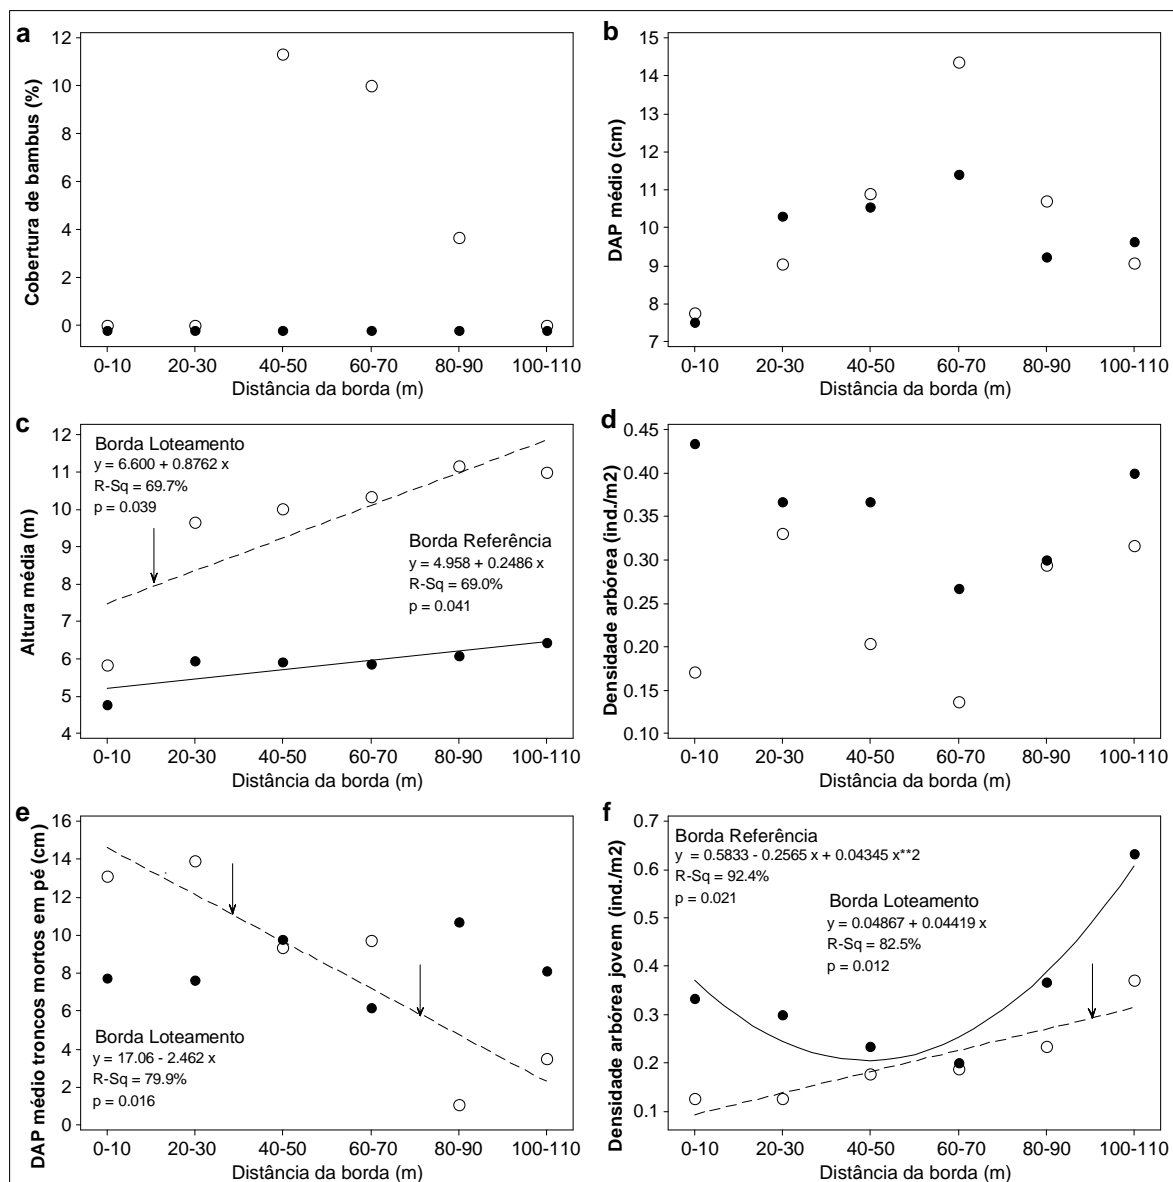 a
Cobertura de bambus (%)
12
10
8
6
4
2
0
0-10 20-30 40-50 60-70 80-90 100-110
Distância da borda (m)
b
DAP médio (cm)
15
14
13
12
11
10
9
8
7
0-10 20-30 40-50 60-70 80-90 100-110
Distância da borda (m)
c
Altura média (m)
12
11
10
9
8
7
6
5
4
Borda Loteamento
y = 6.600 + 0.8762 x
R-Sq = 69.7%
p = 0.039
Borda Referência
y = 4.958 + 0.2486 x
R-Sq = 69.0%
p = 0.041
0-10 20-30 40-50 60-70 80-90 100-110
Distância da borda (m)
d
Densidade arbórea (ind./m2)
0.45
0.40
0.35
0.30
0.25
0.20
0.15
0.10
0-10 20-30 40-50 60-70 80-90 100-110
Distância da borda (m)
e
DAP médio troncos mortos em pé (cm)
16
14
12
10
8
6
4
2
0
Borda Loteamento
y = 17.06 - 2.462 x
R-Sq = 79.9%
p = 0.016
0-10 20-30 40-50 60-70 80-90 100-110
Distância da borda (m)
f
Densidade arbórea jovem (ind./m2)
0.7
0.6
0.5
0.4
0.3
0.2
0.1
Borda Referência
y = 0.5833 - 0.2565 x + 0.04345 x**2
R-Sq = 92.4%
p = 0.021
Borda Loteamento
y = 0.04867 + 0.04419 x
R-Sq = 82.5%
p = 0.012
0-10 20-30 40-50 60-70 80-90 100-110
Distância da borda (m)